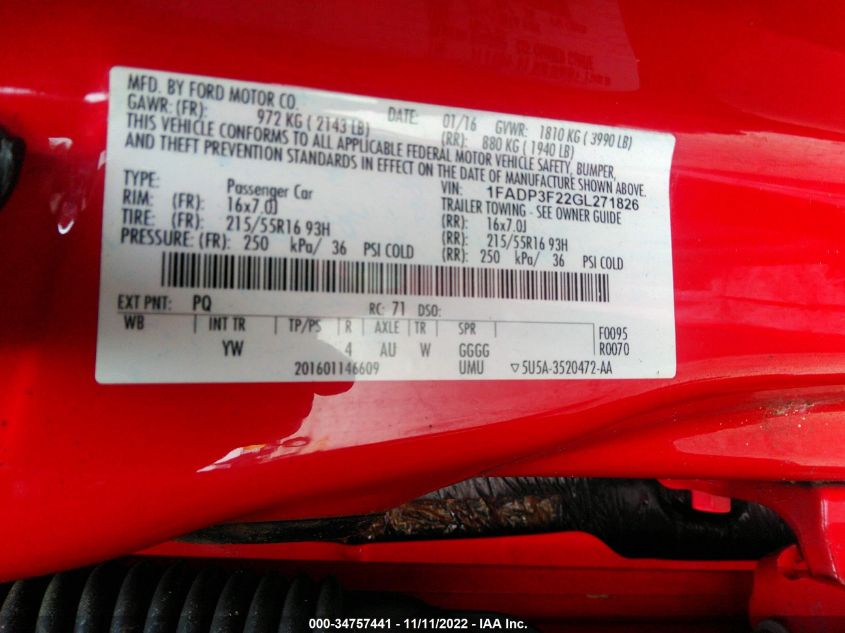 MFD. BY FORD MOTOR CO.
DATE: 01/16 GVWR: 1810 KG ( 3990 LB)
GAWR: (FR): 972 KG ( 2143 LB) (RR): 880 KG ( 1940 LB)
THIS VEHICLE CONFORMS TO ALL APPLICABLE FEDERAL MOTOR VEHICLE SAFETY, BUMPER,
AND THEFT PREVENTION STANDARDS IN EFFECT ON THE DATE OF MANUFACTURE SHOWN ABOVE.
VIN: 1FADP3F22GL271826
TYPE: Passenger Car TRAILER TOWING - SEE OWNER GUIDE
RIM: (FR): 16x7.0J (RR): 16x7.0J
TIRE: (FR): 215/55R16 93H (RR): 215/55R16 93H
PRESSURE: (FR): 250 kPa/ 36 PSI COLD (RR): 250 kPa/ 36 PSI COLD
EXT PNT: PQ RC: 71 DSO:
WB INT TR TP/PS R AXLE TR SPR F0095
YW 4 AU W GGGG R0070
201601146609 UMU 5U5A-3520472-AA
000-34757441 - 11/11/2022 - IAA Inc.